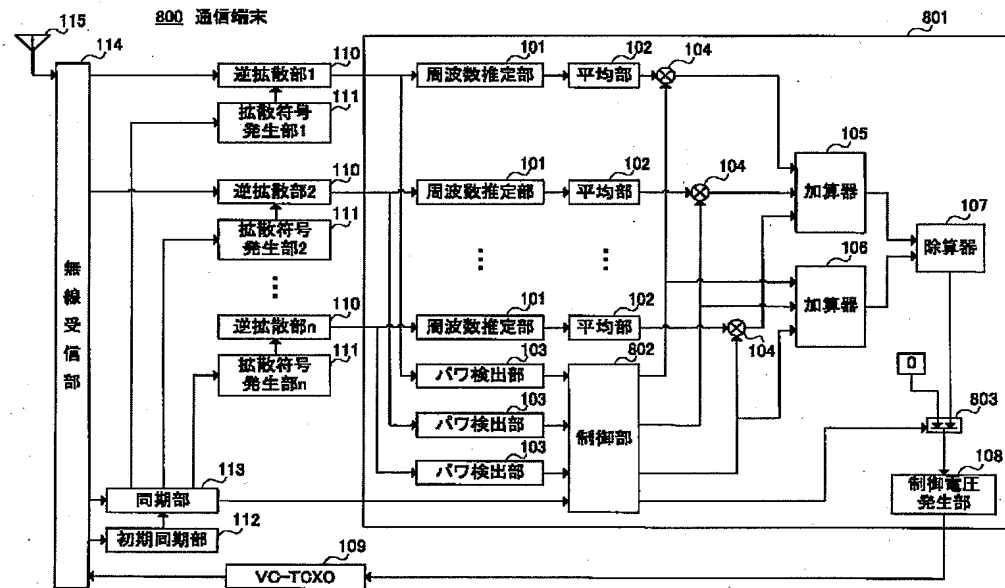 800 通信端末
801
115
114
110
逆拡散部1
101
周波数推定部
102
平均部
104
111
拡散符号
発生部1
110
逆拡散部2
101
周波数推定部
102
平均部
104
105
加算器
111
拡散符号
発生部2
107
除算器
106
加算器
無線受信部
110
逆拡散部n
101
周波数推定部
102
平均部
104
111
拡散符号
発生部n
103
パワ検出部
802
制御部
103
パワ検出部
103
パワ検出部
0
803
113
同期部
108
制御電圧
発生部
112
初期同期部
109
VC-TCXO